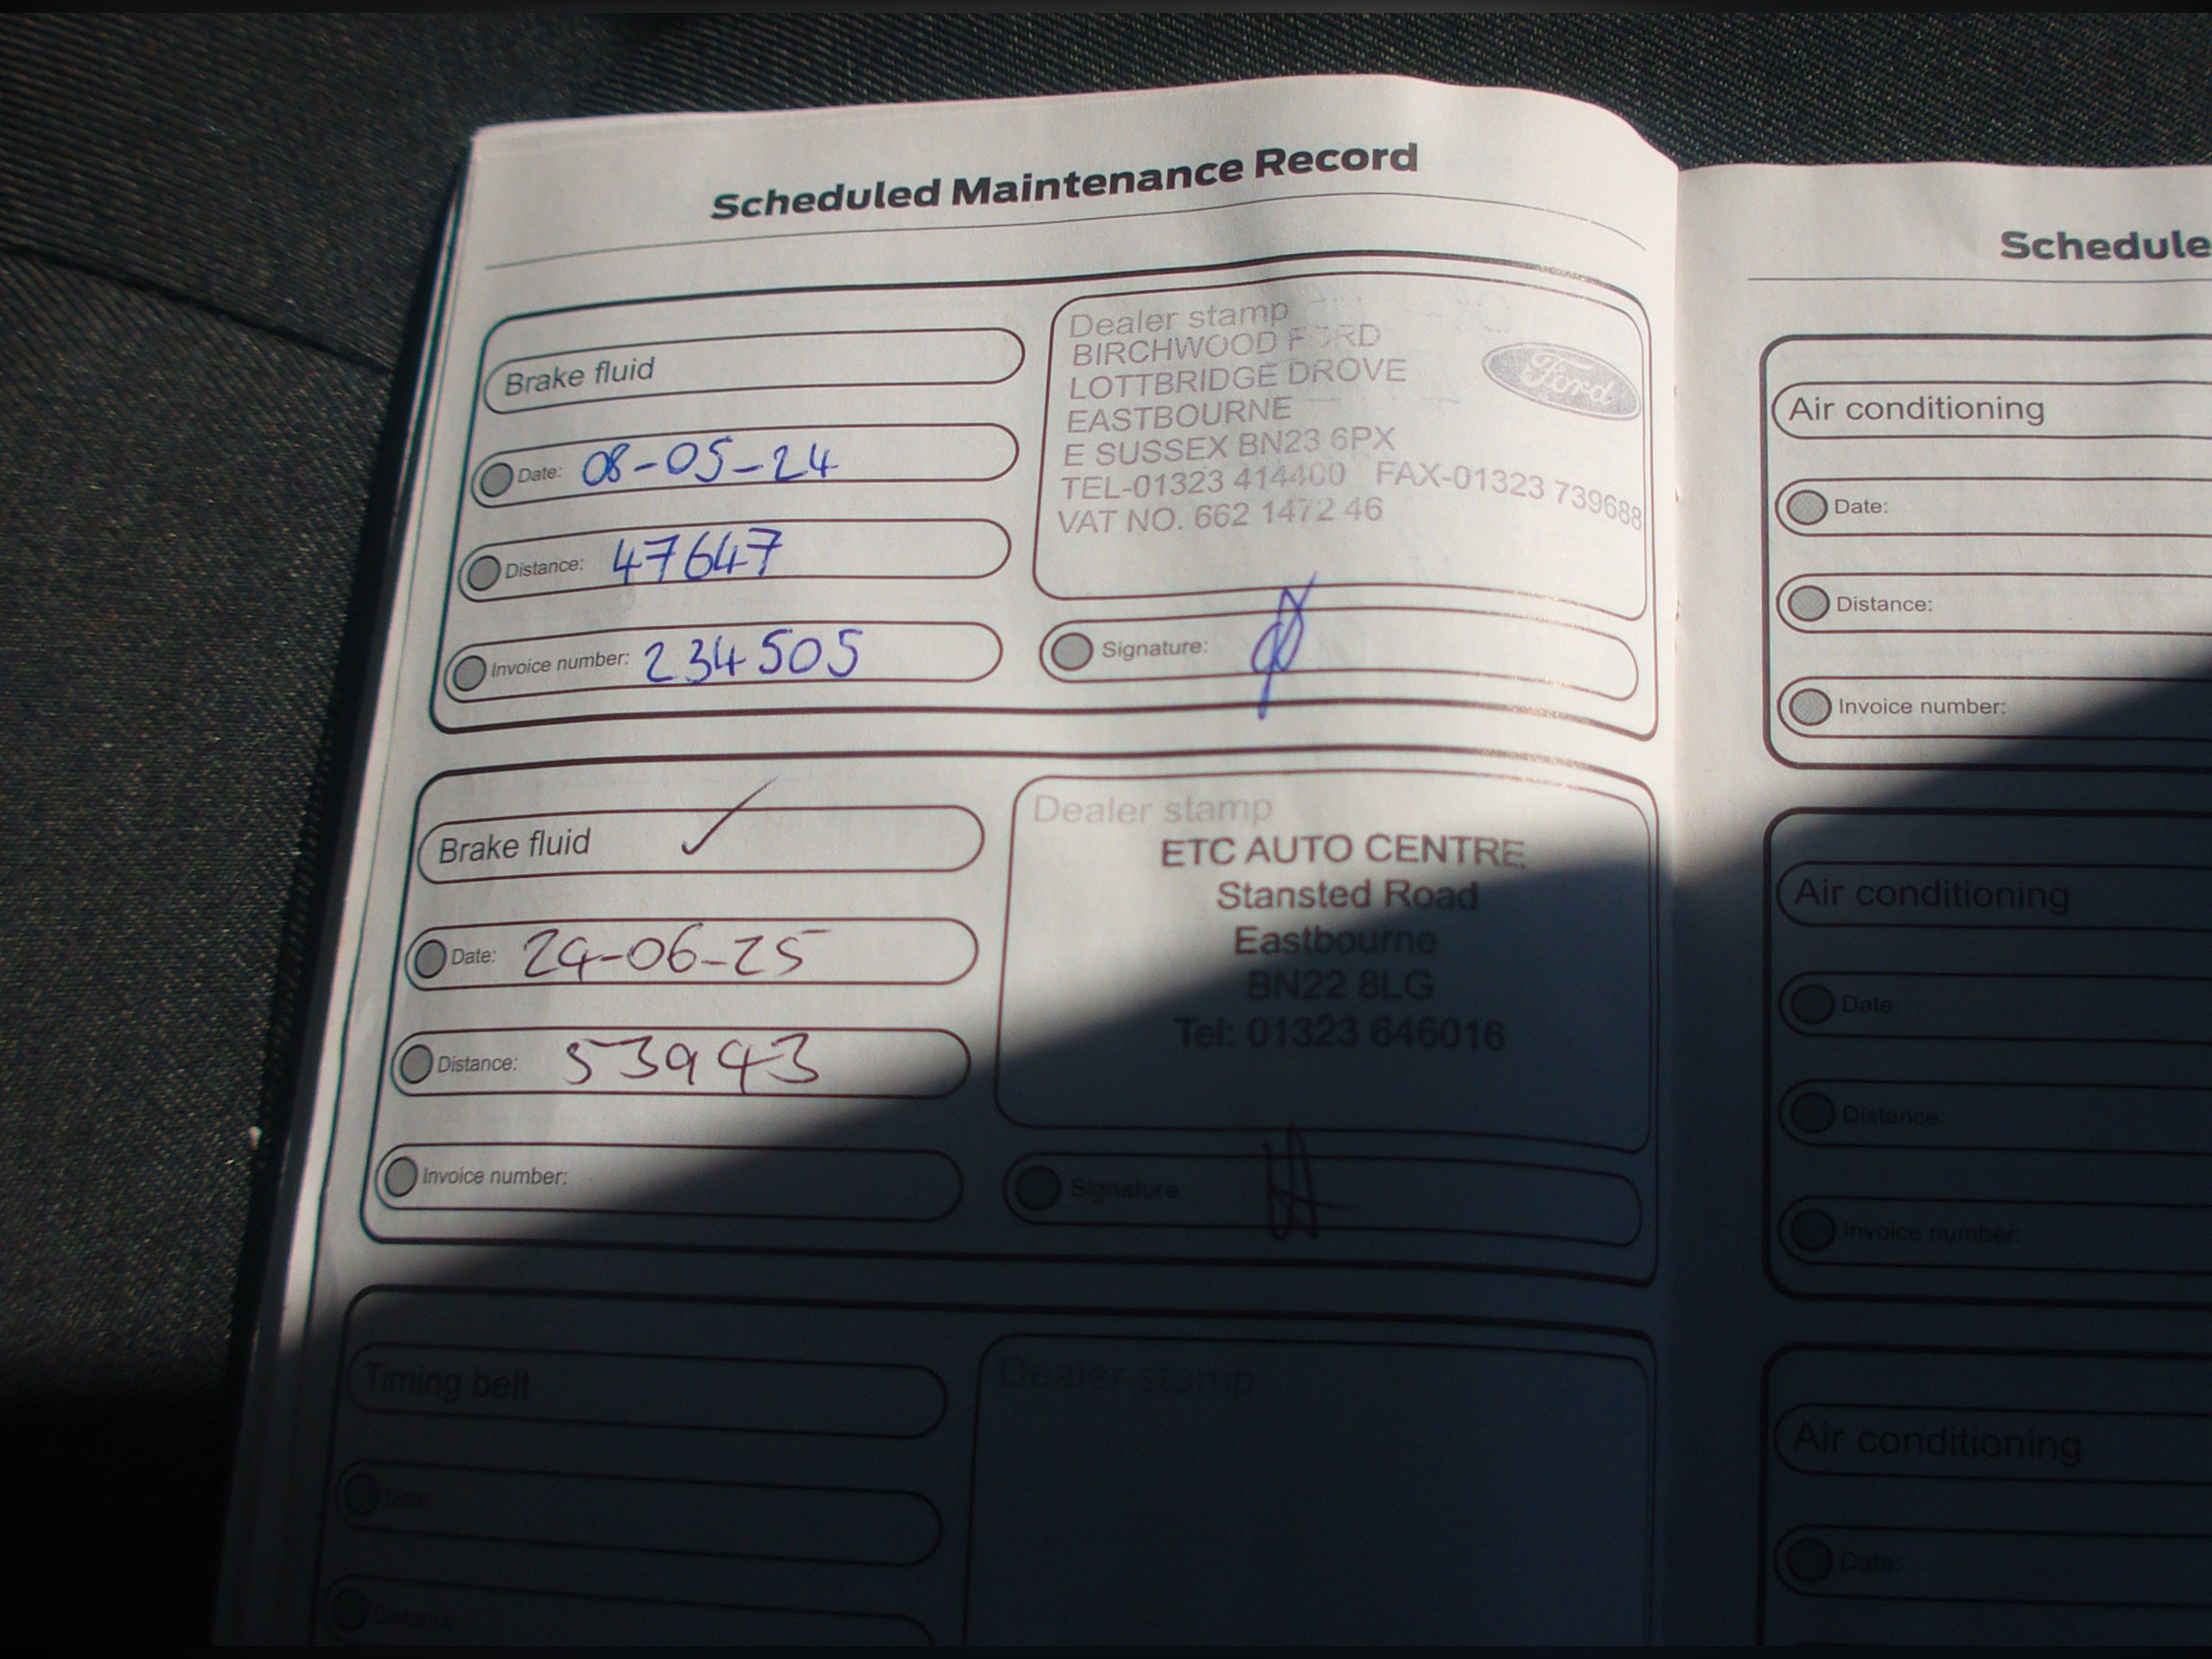 Scheduled Maintenance Record
Brake fluid
Date: 08-05-24
Distance: 47647
Invoice number: 234505
Dealer stamp
BIRCHWOOD FORD
LOTTBRIDGE DROVE
EASTBOURNE
E SUSSEX BN23 6PX
TEL-01323 414400 FAX-01323 739688
VAT NO. 662 1472 46
Ford
Signature:
Brake fluid ✓
Date: 24-06-25
Distance: 53943
Invoice number:
Dealer stamp
ETC AUTO CENTRE
Stansted Road
Eastbourne
BN22 8LG
Tel: 01323 646016
Signature:
Timing belt
Date:
Distance:
Dealer stamp
Schedule
Air conditioning
Date:
Distance:
Invoice number:
Air conditioning
Date:
Distance:
Invoice number:
Air conditioning
Date: